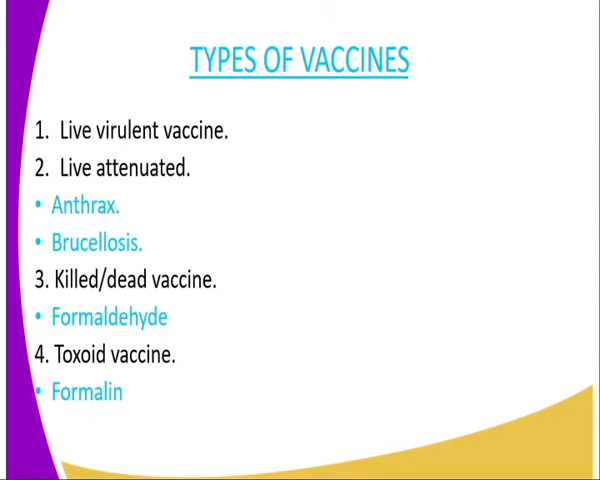 TYPES OF VACCINES
1. Live virulent vaccine.
2. Live attenuated.
• Anthrax.
• Brucellosis.
3. Killed/dead vaccine.
• Formaldehyde
4. Toxoid vaccine.
• Formalin